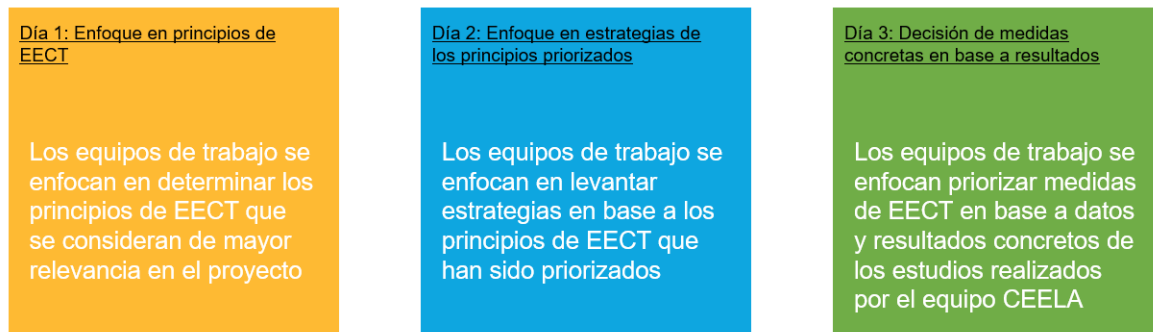 Día 1: Enfoque en principios de
EECT
Los equipos de trabajo se
enfocan en determinar los
principios de EECT que
se consideran de mayor
relevancia en el proyecto
Día 2: Enfoque en estrategias de
los principios priorizados
Los equipos de trabajo se
enfocan en levantar
estrategias en base a los
principios de EECT que
han sido priorizados
Día 3: Decisión de medidas
concretas en base a resultados
Los equipos de trabajo se
enfocan priorizar medidas
de EECT en base a datos
y resultados concretos de
los estudios realizados
por el equipo CEELA